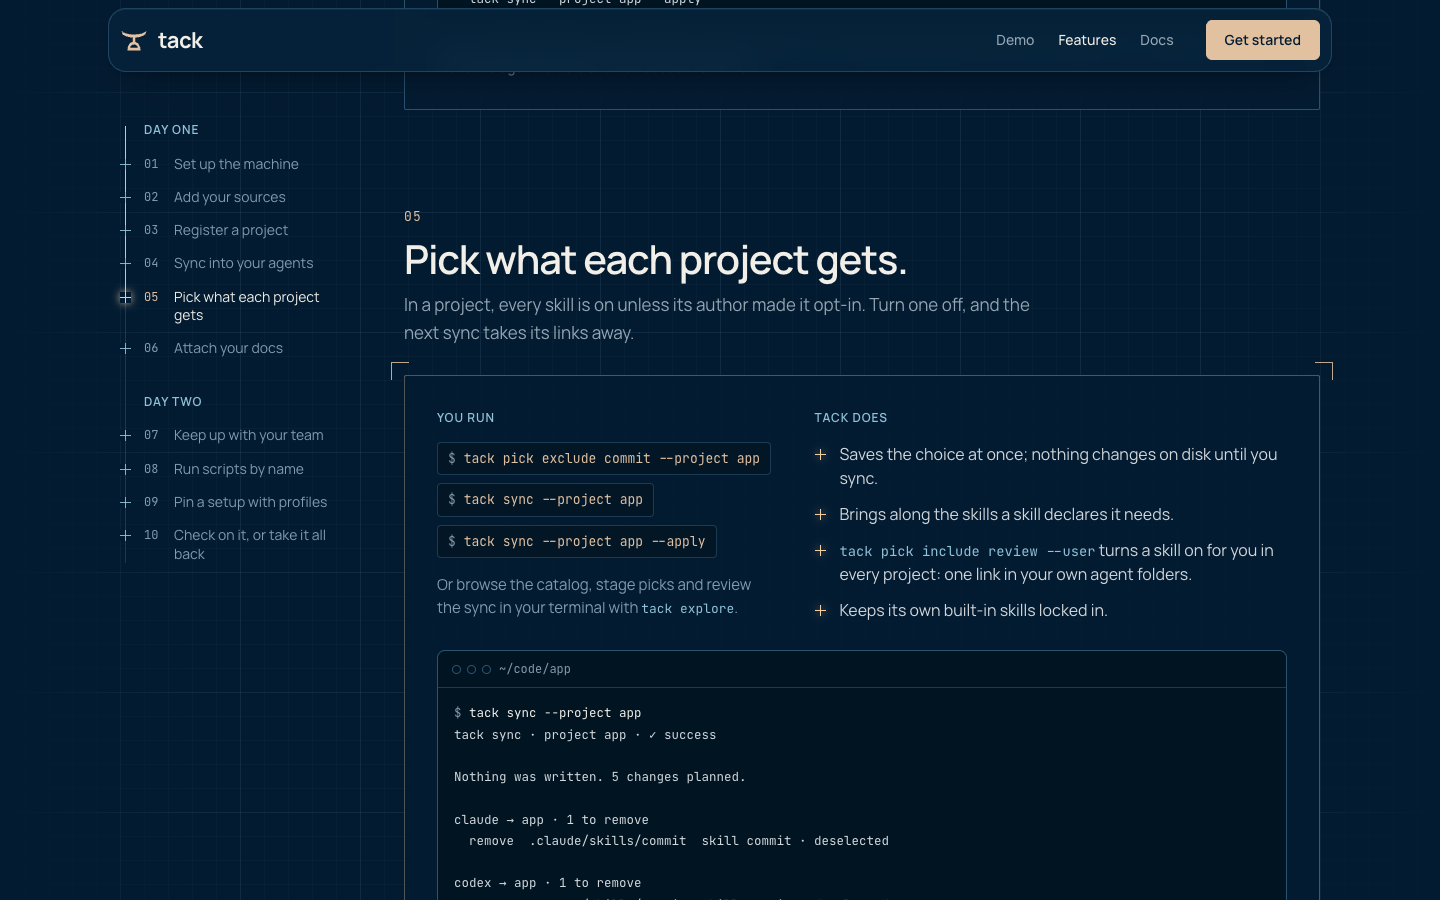 tack
Demo
Features
Docs
Get started
DAY ONE
01 Set up the machine
02 Add your sources
03 Register a project
04 Sync into your agents
05 Pick what each project
gets
06 Attach your docs
DAY TWO
07 Keep up with your team
08 Run scripts by name
09 Pin a setup with profiles
10 Check on it, or take it all
back
05
Pick what each project gets.
In a project, every skill is on unless its author made it opt-in. Turn one off, and the
next sync takes its links away.
YOU RUN
$ tack pick exclude commit --project app
$ tack sync --project app
$ tack sync --project app --apply
Or browse the catalog, stage picks and review
the sync in your terminal with tack explore.
TACK DOES
Saves the choice at once; nothing changes on disk until you
sync.
Brings along the skills a skill declares it needs.
tack pick include review --user turns a skill on for you in
every project: one link in your own agent folders.
Keeps its own built-in skills locked in.
~/code/app
$ tack sync --project app
tack sync · project app · ✓ success
Nothing was written. 5 changes planned.
claude → app · 1 to remove
remove .claude/skills/commit skill commit · deselected
codex → app · 1 to remove